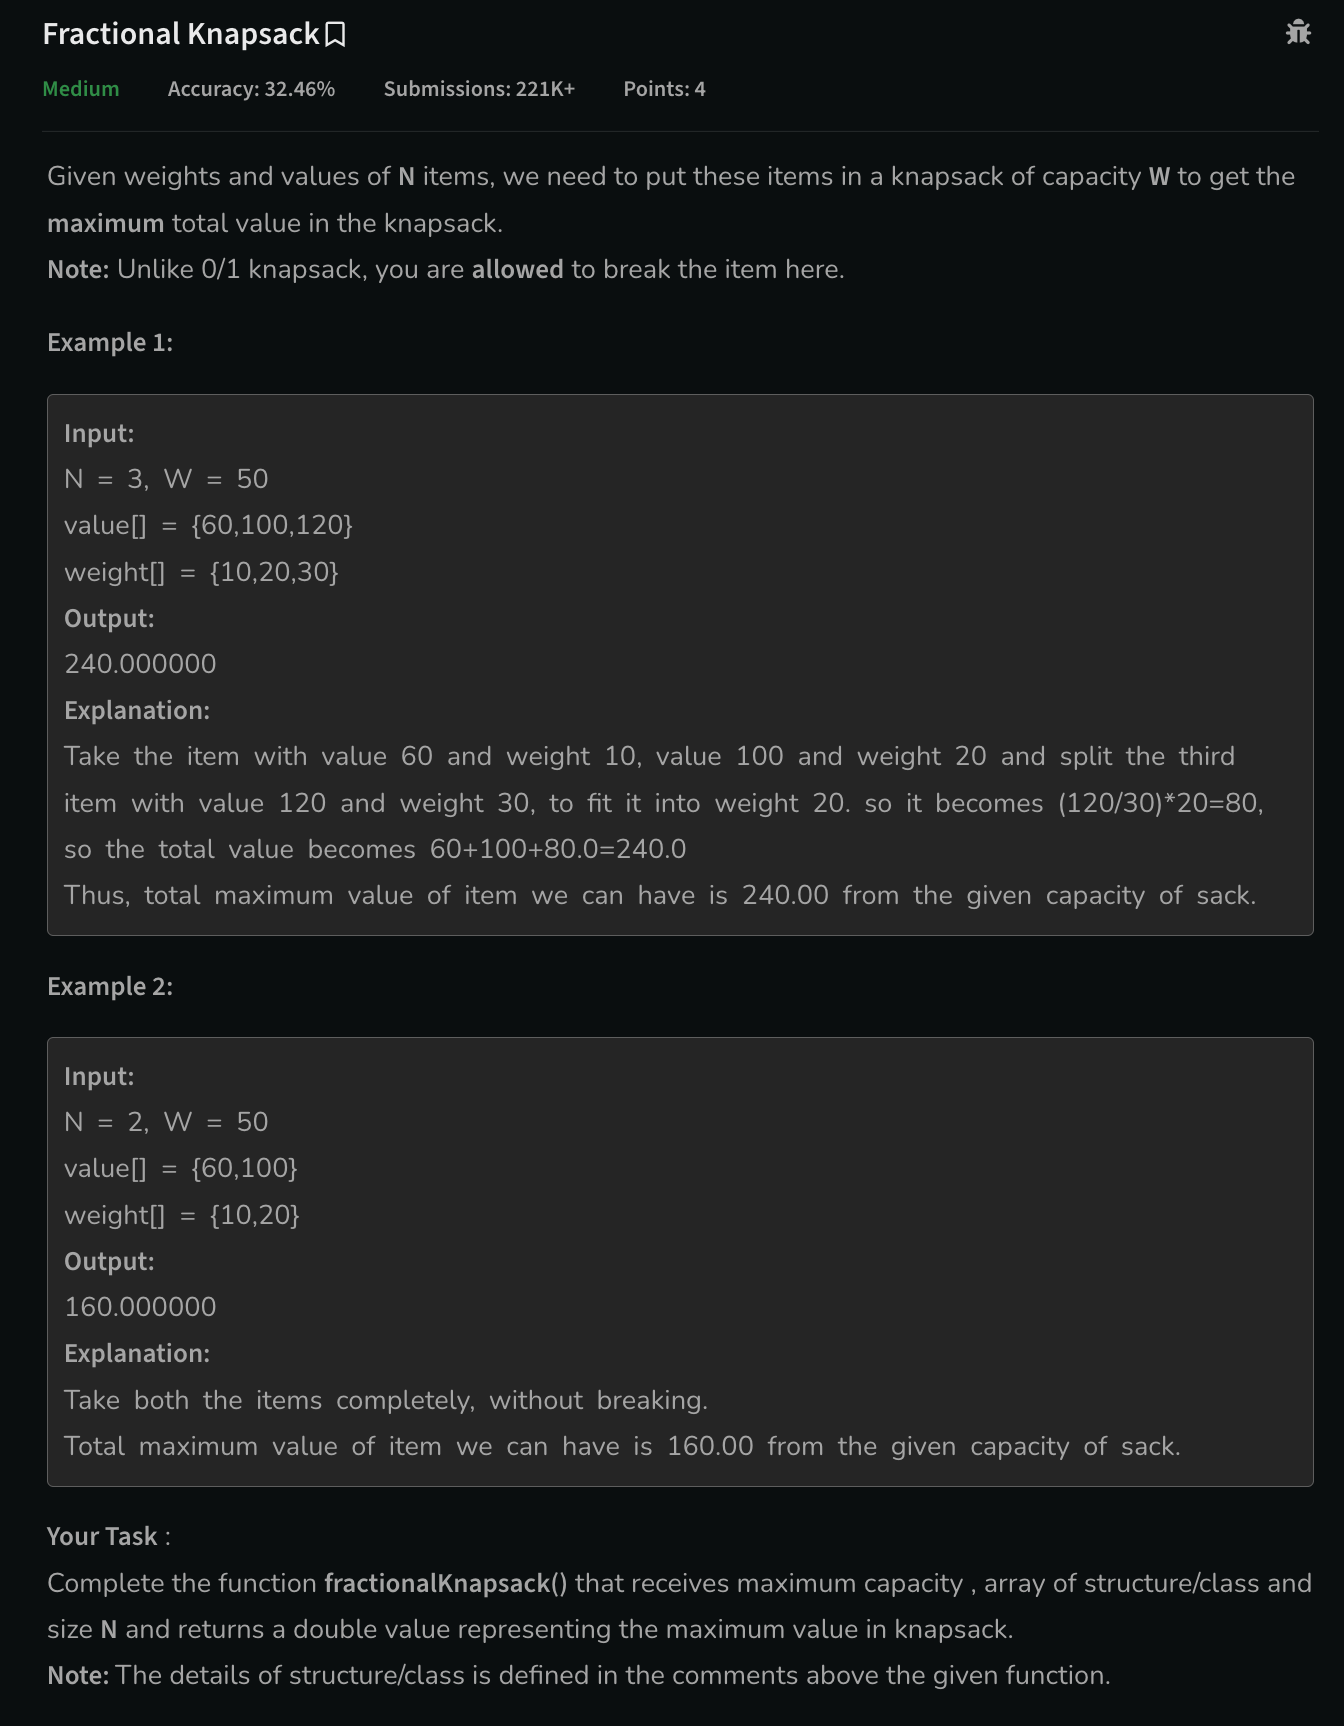 Fractional Knapsack
Medium Accuracy: 32.46% Submissions: 221K+ Points: 4
Given weights and values of N items, we need to put these items in a knapsack of capacity W to get the
maximum total value in the knapsack.
Note: Unlike 0/1 knapsack, you are allowed to break the item here.
Example 1:
Input:
N = 3, W = 50
value[] = {60,100,120}
weight[] = {10,20,30}
Output:
240.000000
Explanation:
Take the item with value 60 and weight 10, value 100 and weight 20 and split the third
item with value 120 and weight 30, to fit it into weight 20. so it becomes (120/30)*20=80,
so the total value becomes 60+100+80.0=240.0
Thus, total maximum value of item we can have is 240.00 from the given capacity of sack.
Example 2:
Input:
N = 2, W = 50
value[] = {60,100}
weight[] = {10,20}
Output:
160.000000
Explanation:
Take both the items completely, without breaking.
Total maximum value of item we can have is 160.00 from the given capacity of sack.
Your Task :
Complete the function fractionalKnapsack() that receives maximum capacity , array of structure/class and
size N and returns a double value representing the maximum value in knapsack.
Note: The details of structure/class is defined in the comments above the given function.